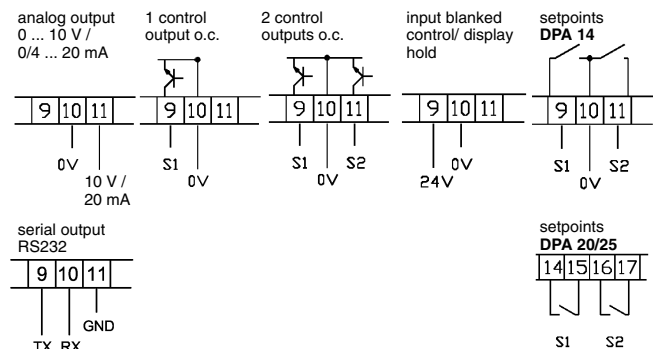 analog output
0 ... 10 V /
0/4 ... 20 mA
9 10 11
0V
10 V /
20 mA
1 control
output o.c.
9 10 11
S1
0V
2 control
outputs o.c.
9 10 11
S1 S2
0V
input blanked
control/ display
hold
9 10 11
0V
24V
setpoints
DPA 14
9 10 11
S1 S2
0V
serial output
RS232
9 10 11
GND
TX RX
setpoints
DPA 20/25
14 15 16 17
S1 S2